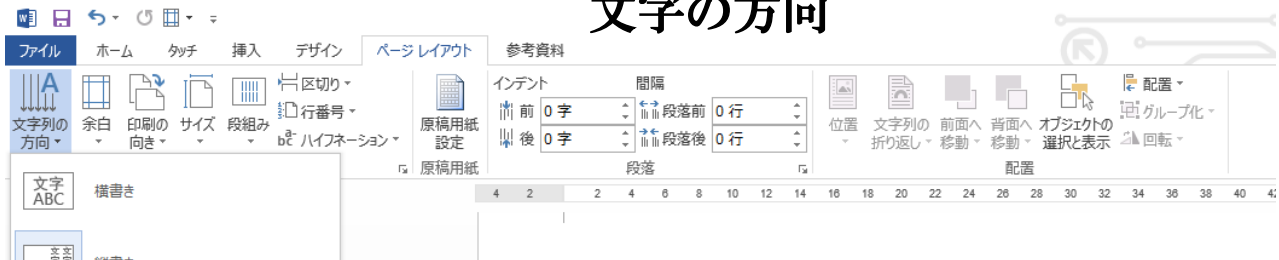 文字の方向
ファイル ホーム タッチ 挿入 デザイン ページ レイアウト 参考資料
文字列の方向 余白 印刷の向き サイズ 段組み
区切り
行番号
ハイフネーション
原稿用紙設定
原稿用紙
インデント 間隔
前 0 字 段落前 0 行
後 0 字 段落後 0 行
段落
位置 文字列の折り返し 前面へ移動 背面へ移動 オブジェクトの選択と表示
配置
グループ化
回転
配置
文字 ABC 横書き
4 2 2 4 6 8 10 12 14 16 18 20 22 24 26 28 30 32 34 36 38 40 42